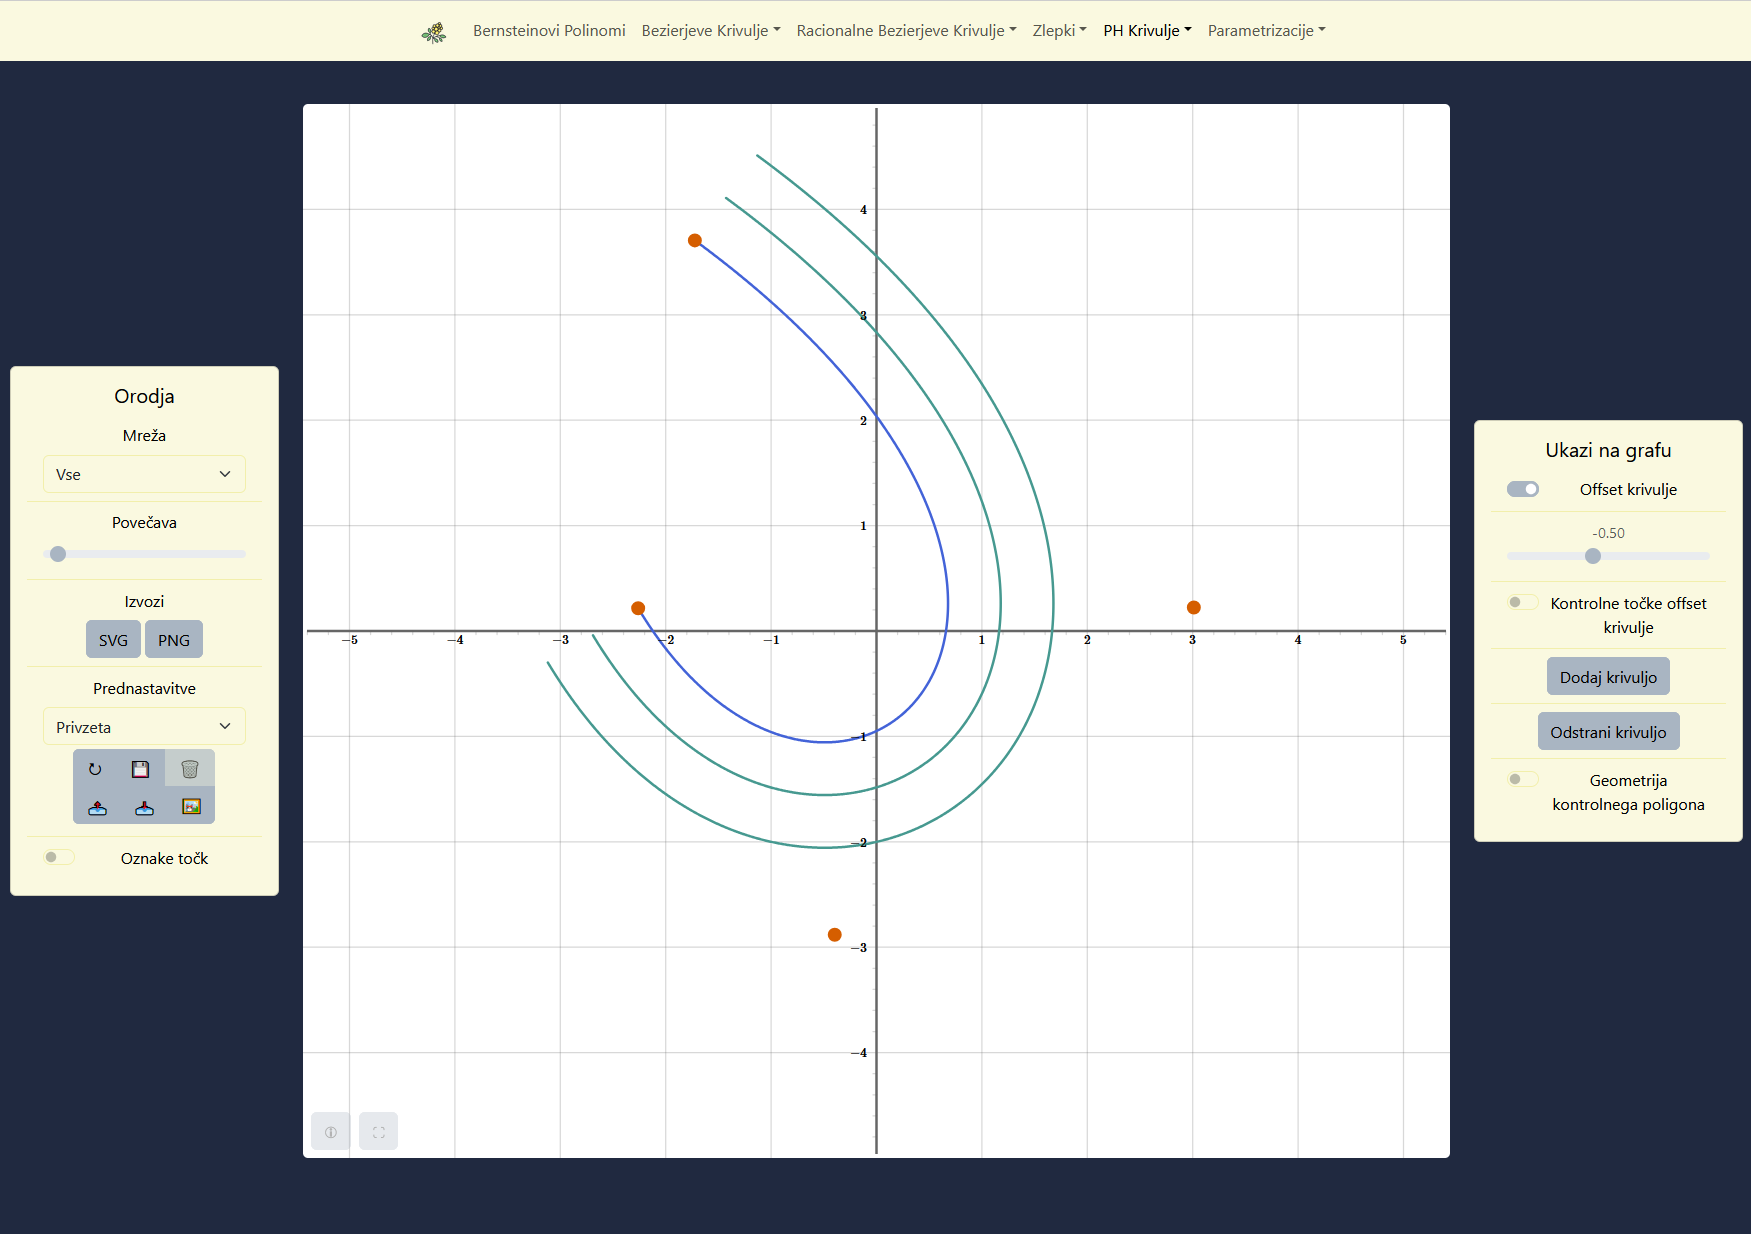 Bernsteinovi Polinomi Bezierjeve Krivulje Racionalne Bezierjeve Krivulje Zlepki PH Krivulje Parametrizacije
Orodja
Mreža
Vse
Povečava
Izvozi
SVG PNG
Prednastavitve
Privzeta
Oznake točk
4
3
2
1
−5 −4 −3 −2 −1 1 2 3 4 5
−1
−2
−3
−4
Ukazi na grafu
Offset krivulje
-0.50
Kontrolne točke offset
krivulje
Dodaj krivuljo
Odstrani krivuljo
Geometrija
kontrolnega poligona